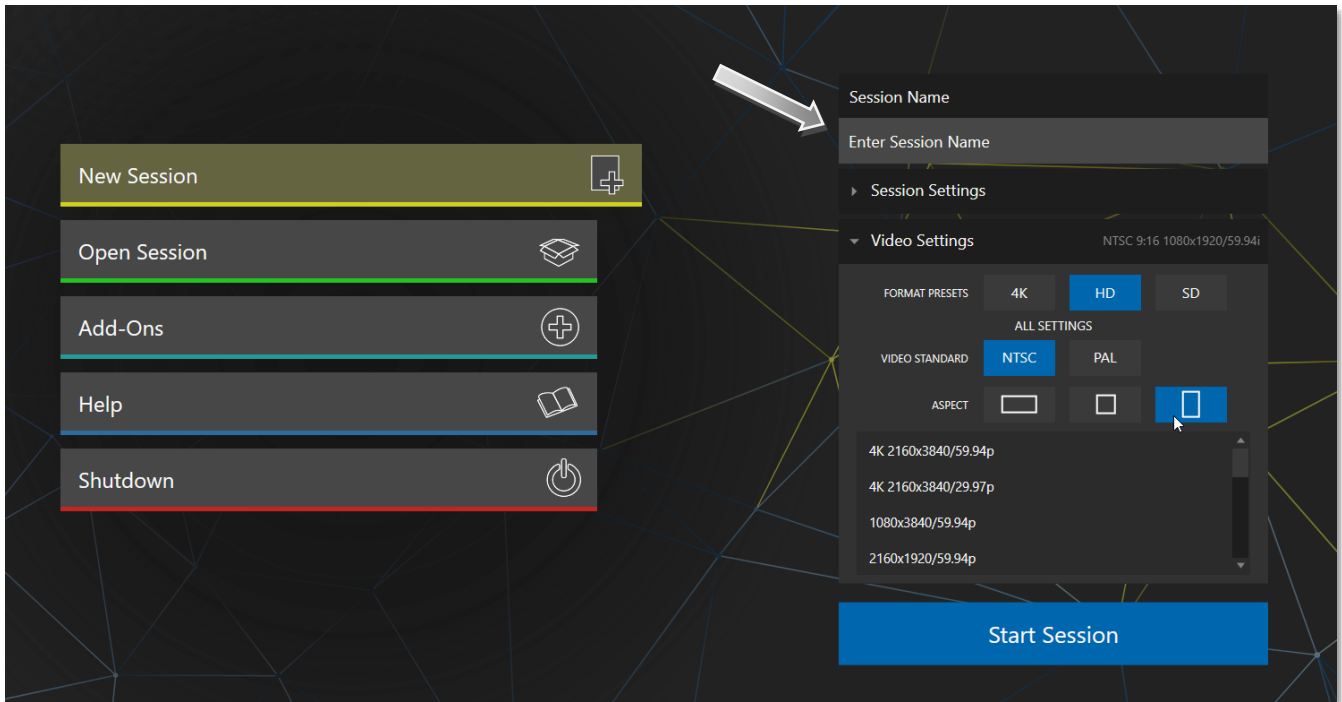 New Session
Open Session
Add-Ons
Help
Shutdown
Session Name
Enter Session Name
Session Settings
Video Settings NTSC 9:16 1080x1920/59.94i
FORMAT PRESETS 4K HD SD
ALL SETTINGS
VIDEO STANDARD NTSC PAL
ASPECT
4K 2160x3840/59.94p
4K 2160x3840/29.97p
1080x3840/59.94p
2160x1920/59.94p
Start Session